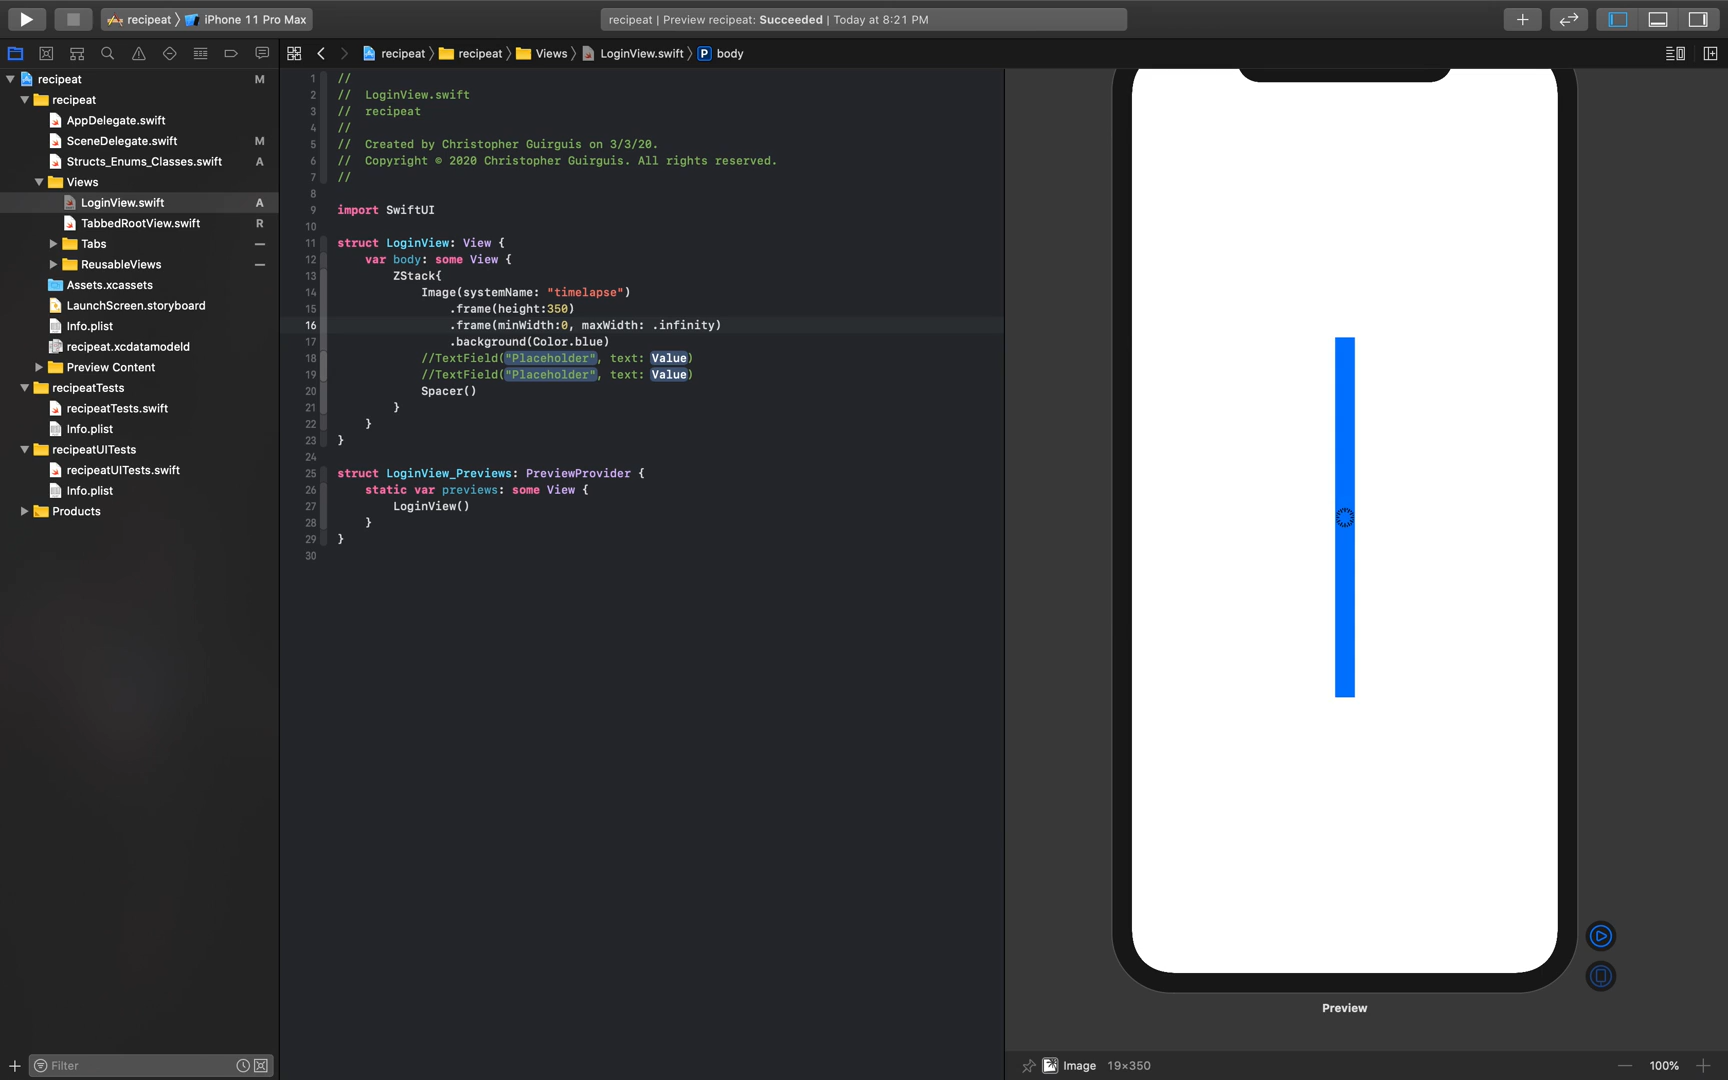 recipeat 〉 iPhone 11 Pro Max
recipeat | Preview recipeat: Succeeded | Today at 8:21 PM
recipeat 〉 recipeat 〉 Views 〉 LoginView.swift 〉 P body
recipeat M
recipeat
AppDelegate.swift
SceneDelegate.swift M
Structs_Enums_Classes.swift A
Views
LoginView.swift A
TabbedRootView.swift R
Tabs
ReusableViews
Assets.xcassets
LaunchScreen.storyboard
Info.plist
recipeat.xcdatamodeld
Preview Content
recipeatTests
recipeatTests.swift
Info.plist
recipeatUITests
recipeatUITests.swift
Info.plist
Products
Filter
1 //
2 //  LoginView.swift
3 //  recipeat
4 //
5 //  Created by Christopher Guirguis on 3/3/20.
6 //  Copyright © 2020 Christopher Guirguis. All rights reserved.
7 //
8
9 import SwiftUI
10
11 struct LoginView: View {
12     var body: some View {
13         ZStack{
14             Image(systemName: "timelapse")
15                 .frame(height:350)
16                 .frame(minWidth:0, maxWidth: .infinity)
17                 .background(Color.blue)
18             //TextField("Placeholder", text: Value)
19             //TextField("Placeholder", text: Value)
20             Spacer()
21         }
22     }
23 }
24
25 struct LoginView_Previews: PreviewProvider {
26     static var previews: some View {
27         LoginView()
28     }
29 }
30
Preview
Image 19×350
100%